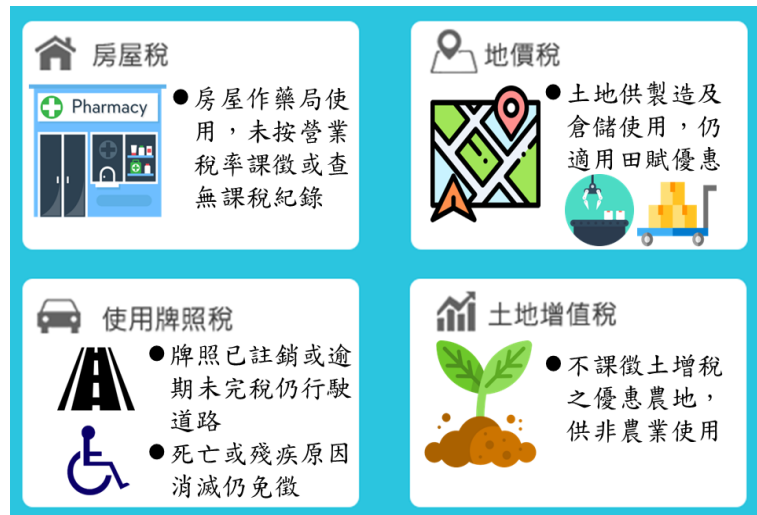 房屋稅
Pharmacy
●房屋作藥局使
用，未按營業
稅率課徵或查
無課稅紀錄
地價稅
●土地供製造及
倉儲使用，仍
適用田賦優惠
使用牌照稅
●牌照已註銷或逾
期未完稅仍行駛
道路
●死亡或殘疾原因
消滅仍免徵
土地增值稅
●不課徵土增稅
之優惠農地，
供非農業使用